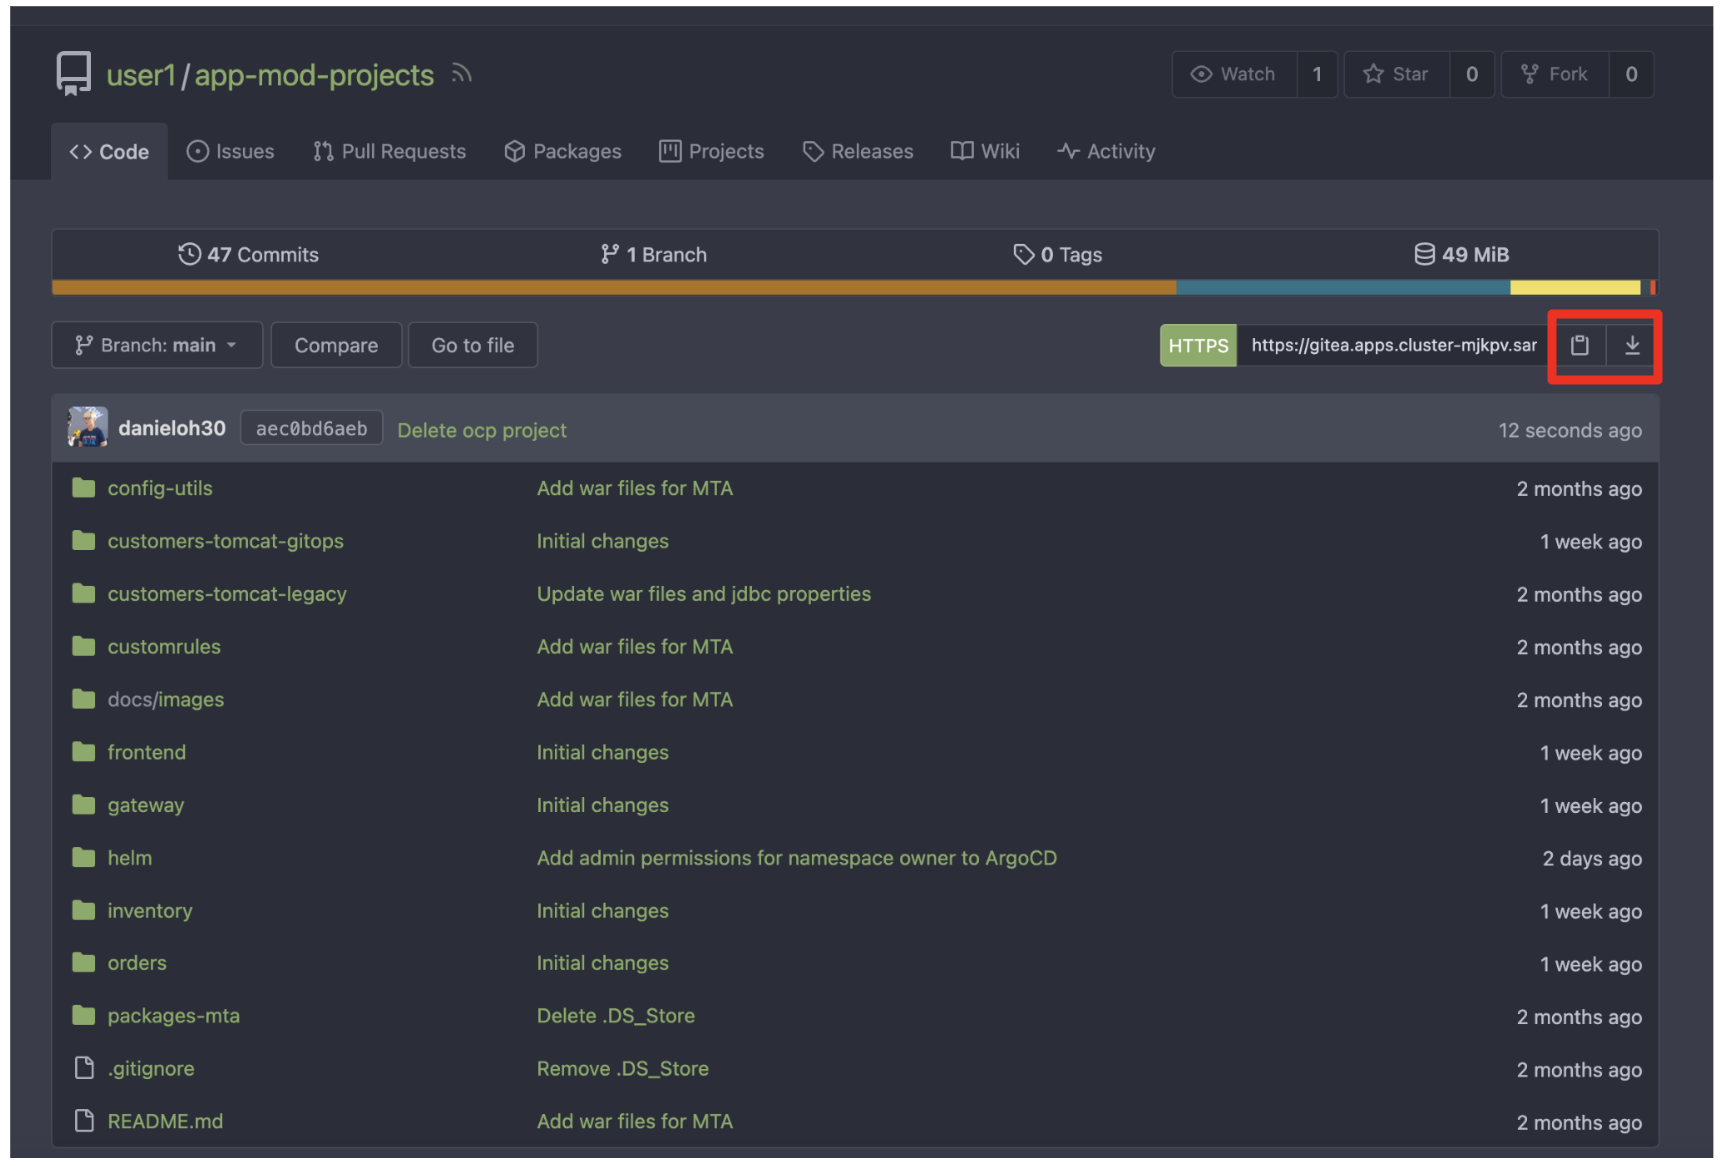 user1/app-mod-projects
Watch 1 Star 0 Fork 0
<> Code Issues Pull Requests Packages Projects Releases Wiki Activity
47 Commits 1 Branch 0 Tags 49 MiB
Branch: main Compare Go to file HTTPS https://gitea.apps.cluster-mjkpv.sar
danieloh30 aec0bd6aeb Delete ocp project 12 seconds ago
config-utils Add war files for MTA 2 months ago
customers-tomcat-gitops Initial changes 1 week ago
customers-tomcat-legacy Update war files and jdbc properties 2 months ago
customrules Add war files for MTA 2 months ago
docs/images Add war files for MTA 2 months ago
frontend Initial changes 1 week ago
gateway Initial changes 1 week ago
helm Add admin permissions for namespace owner to ArgoCD 2 days ago
inventory Initial changes 1 week ago
orders Initial changes 1 week ago
packages-mta Delete .DS_Store 2 months ago
.gitignore Remove .DS_Store 2 months ago
README.md Add war files for MTA 2 months ago